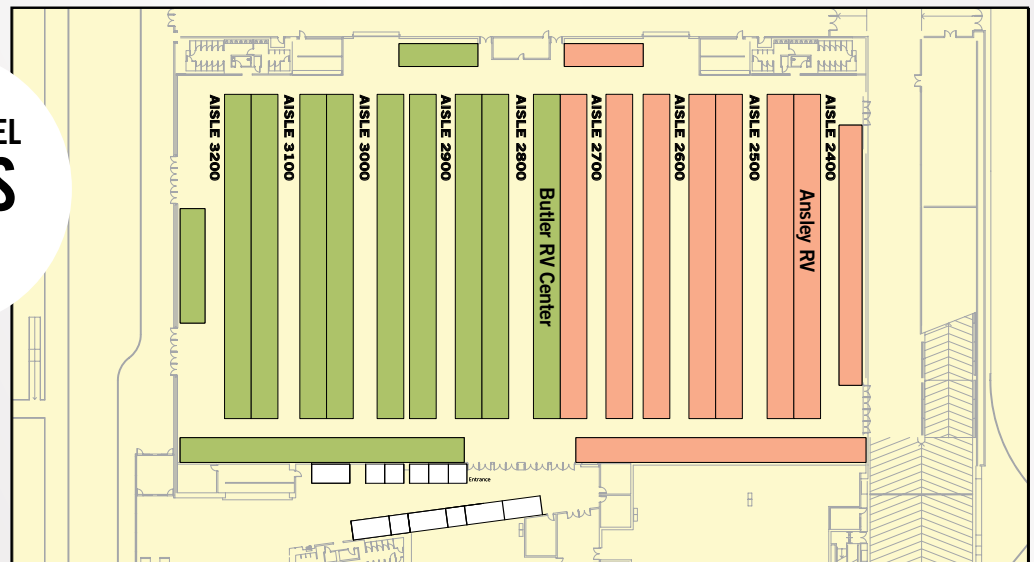 EL
S
AISLE 3200
AISLE 3100
AISLE 3000
AISLE 2900
AISLE 2800
AISLE 2700
AISLE 2600
AISLE 2500
AISLE 2400
Butler RV Center
Ansley RV
Entrance